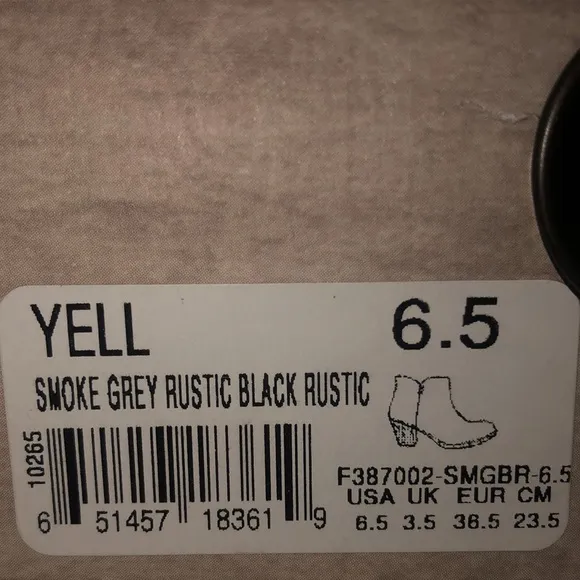 YELL 6.5
SMOKE GREY RUSTIC BLACK RUSTIC
10265
F387002-SMGBR-6.5
USA UK EUR CM
6.5 3.5 36.5 23.5
6 51457 18361 9